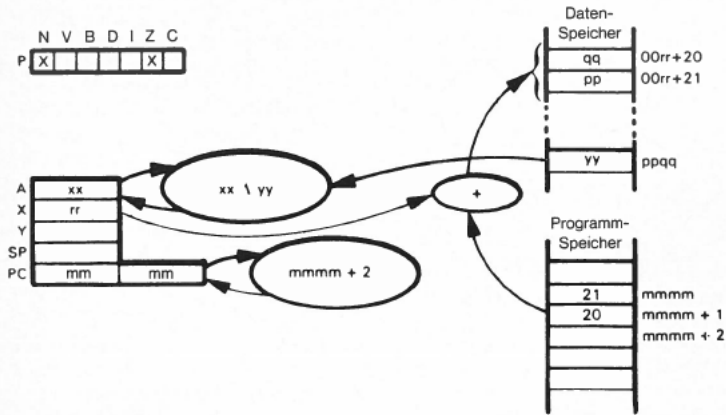 N V B D I Z C
P X X
Daten-
Speicher
qq 00rr+20
pp 00rr+21
yy ppqq
A xx
X rr
Y
SP
PC mm mm
xx \ yy
+
mmmm + 2
Programm-
Speicher
21 mmmm
20 mmmm + 1
mmmm + 2